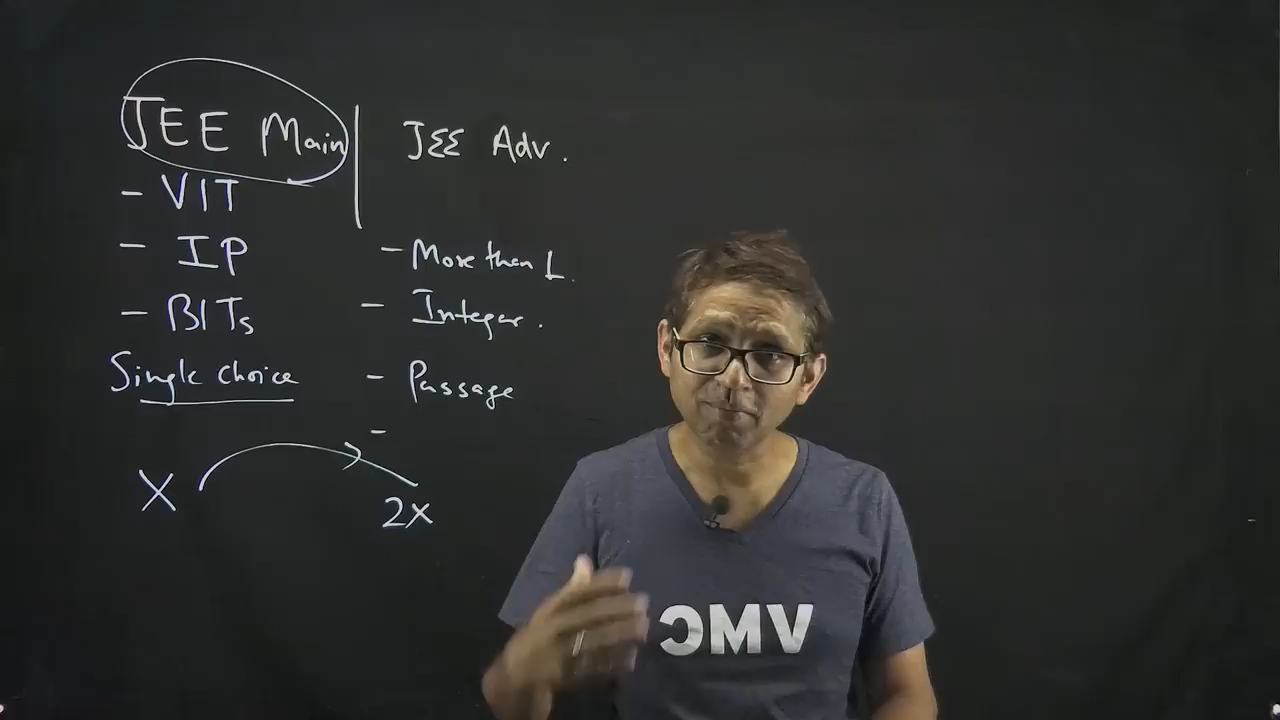 JEE Main
- VIT
- IP
- BITs
Single choice
X
JEE Adv.
- More than 1.
- Integer.
- Passage
-
2x
VMC